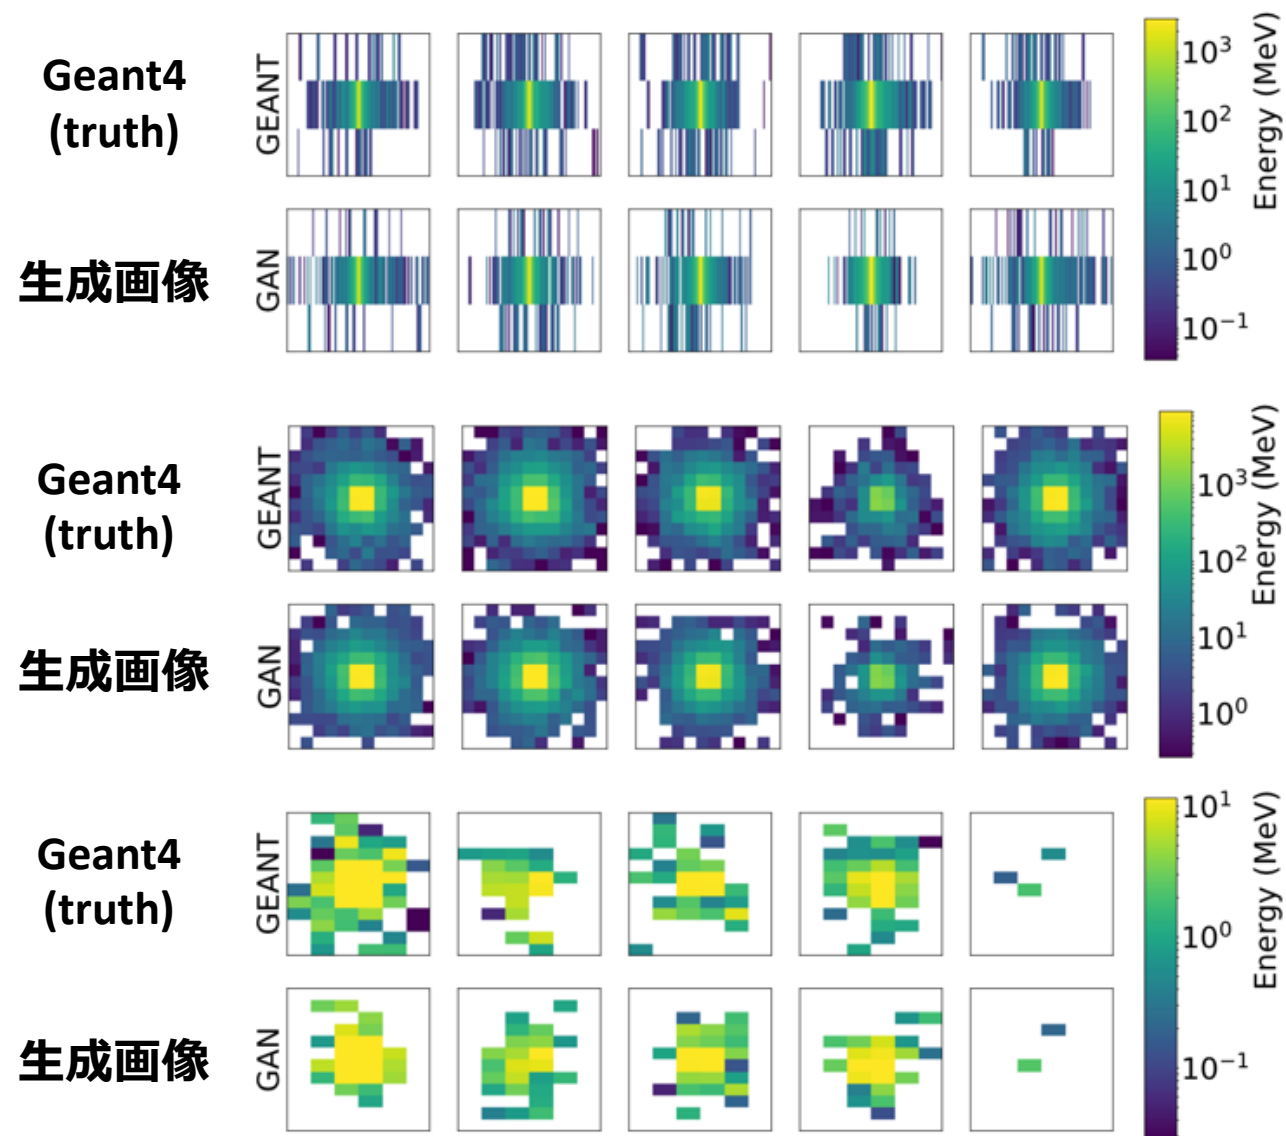 Geant4
(truth)
GEANT
生成画像
GAN
10³
10²
10¹
10⁰
10⁻¹
Energy (MeV)
Geant4
(truth)
GEANT
生成画像
GAN
10³
10²
10¹
10⁰
Energy (MeV)
Geant4
(truth)
GEANT
生成画像
GAN
10¹
10⁰
10⁻¹
Energy (MeV)